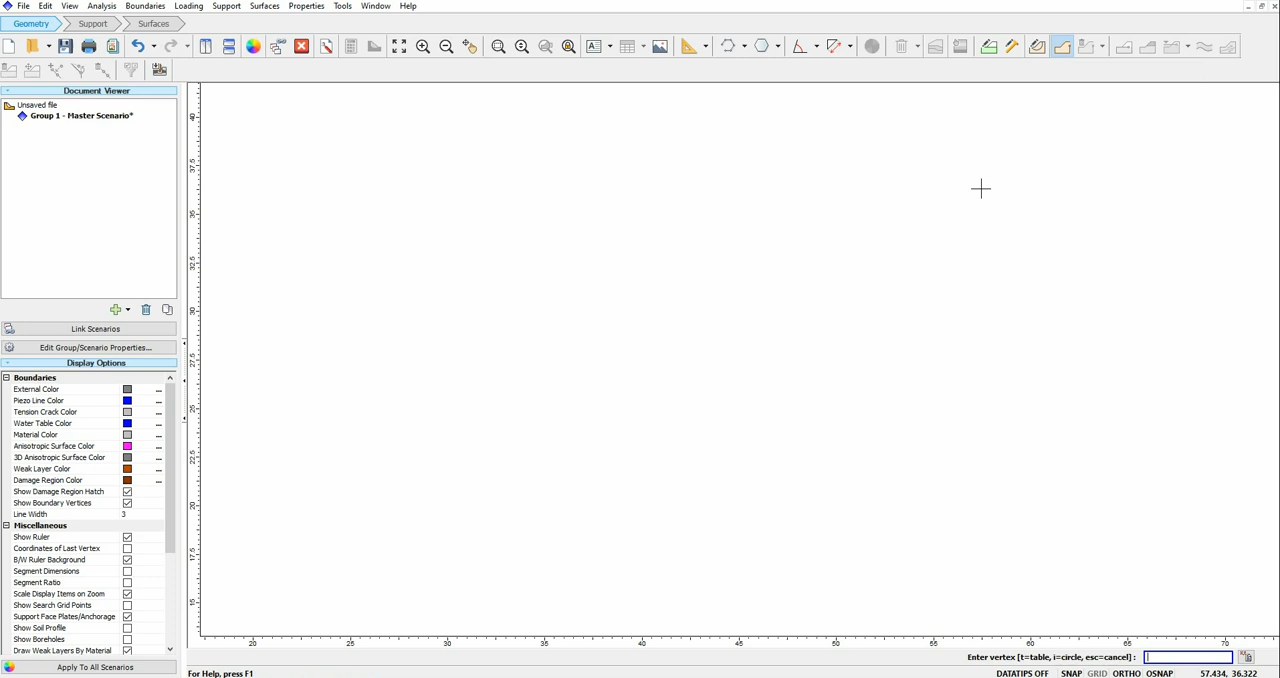 File Edit View Analysis Boundaries Loading Support Surfaces Properties Tools Window Help
Geometry Support Surfaces
Document Viewer
Unsaved file
Group 1 - Master Scenario*
Link Scenarios
Edit Group/Scenario Properties...
Display Options
Boundaries
External Color ...
Piezo Line Color ...
Tension Crack Color ...
Water Table Color ...
Material Color ...
Anisotropic Surface Color ...
3D Anisotropic Surface Color ...
Weak Layer Color ...
Damage Region Color ...
Show Damage Region Hatch
Show Boundary Vertices
Line Width 3
Miscellaneous
Show Ruler
Coordinates of Last Vertex
B/W Ruler Background
Segment Dimensions
Segment Ratio
Scale Display Items on Zoom
Show Search Grid Points
Support Face Plates/Anchorage
Show Soil Profile
Show Boreholes
Draw Weak Layers By Material
Apply To All Scenarios
40
37.5
35
32.5
30
27.5
25
22.5
20
17.5
15
20 25 30 35 40 45 50 55 60 65 70
Enter vertex [t=table, i=circle, esc=cancel] :
For Help, press F1
DATATIPS OFF SNAP GRID ORTHO OSNAP 57.434, 36.322